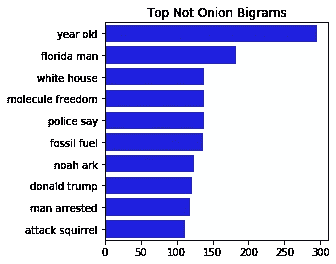 Top Not Onion Bigrams
year old
florida man
white house
molecule freedom
police say
fossil fuel
noah ark
donald trump
man arrested
attack squirrel
0 50 100 150 200 250 300